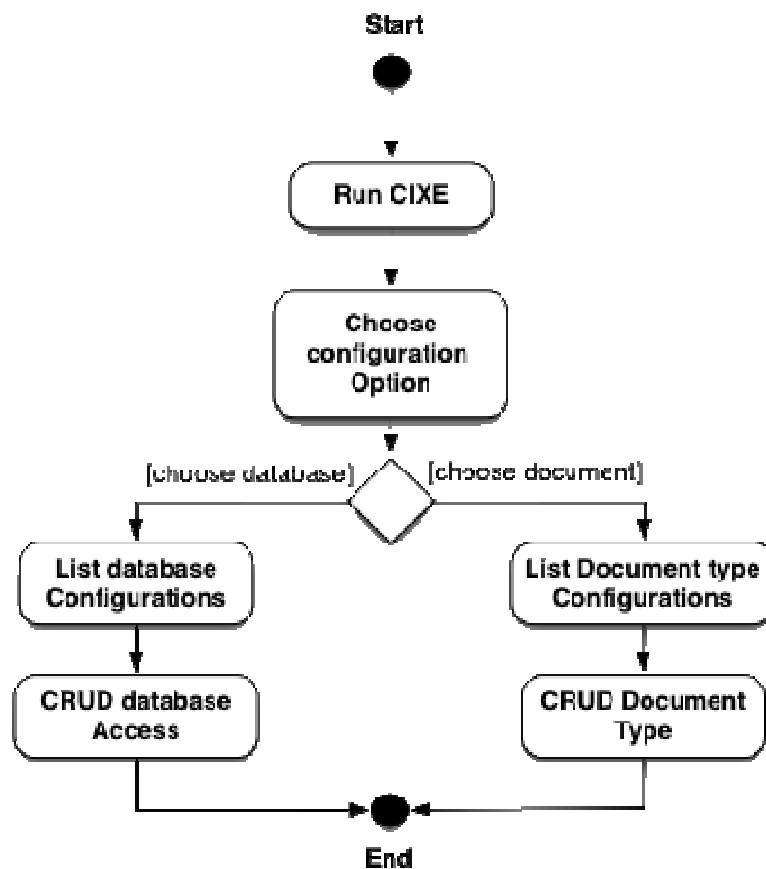 Start
Run CIXE
Choose
configuration
Option
[choose database]
[choose document]
List database
Configurations
List Document type
Configurations
CRUD database
Access
CRUD Document
Type
End